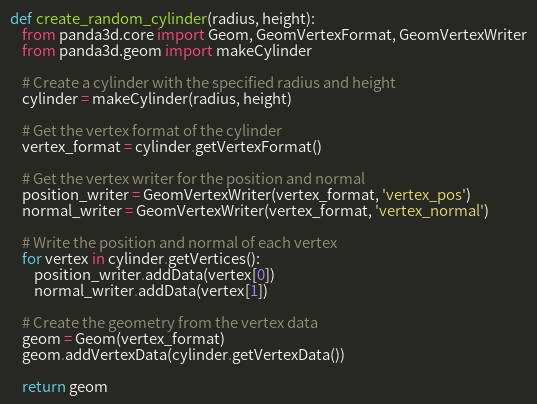 def create_random_cylinder(radius, height):
from panda3d.core import Geom, GeomVertexFormat, GeomVertexWriter
from panda3d.geom import makeCylinder
# Create a cylinder with the specified radius and height
cylinder = makeCylinder(radius, height)
# Get the vertex format of the cylinder
vertex_format = cylinder.getVertexFormat()
# Get the vertex writer for the position and normal
position_writer = GeomVertexWriter(vertex_format, 'vertex_pos')
normal_writer = GeomVertexWriter(vertex_format, 'vertex_normal')
# Write the position and normal of each vertex
for vertex in cylinder.getVertices():
position_writer.addData(vertex[0])
normal_writer.addData(vertex[1])
# Create the geometry from the vertex data
geom = Geom(vertex_format)
geom.addVertexData(cylinder.getVertexData())
return geom